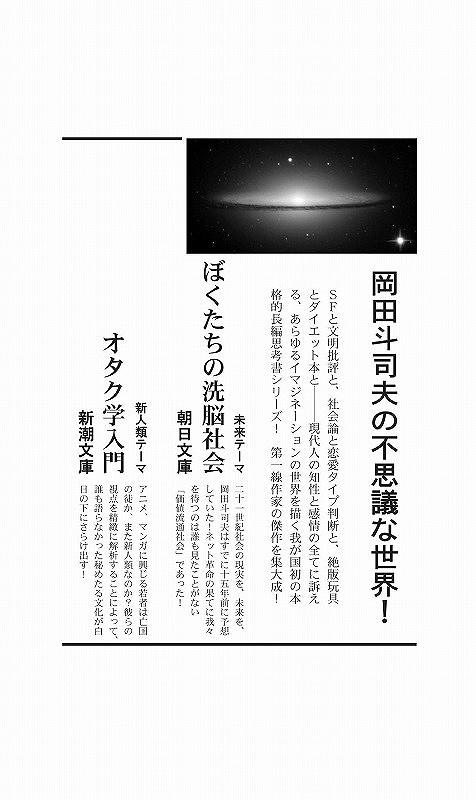 岡田斗司夫の不思議な世界！
ＳＦと文明批評と、社会論と恋愛タイプ判断と、絶版玩具
とダイエット本と――現代人の知性と感情の全てに訴え
る、あらゆるイマジネーションの世界を描く我が国初の本
格的長編思考書シリーズ！　第一線作家の傑作を集大成！
未来テーマ
ぼくたちの洗脳社会
朝日文庫
二十一世紀社会の現実を、未来を、
岡田斗司夫はすでに十五年前に予想
していた！ネット革命の果てに我々
を待つのは誰も見たことがない
「価値流通社会」であった！
新人類テーマ
オタク学入門
新潮文庫
アニメ、マンガに興じる若者は亡国
の徒か、また新人類なのか？彼らの
視点を精緻に解析することによって、
誰も語らなかった秘めたる文化が白
日の下にさらけ出す！